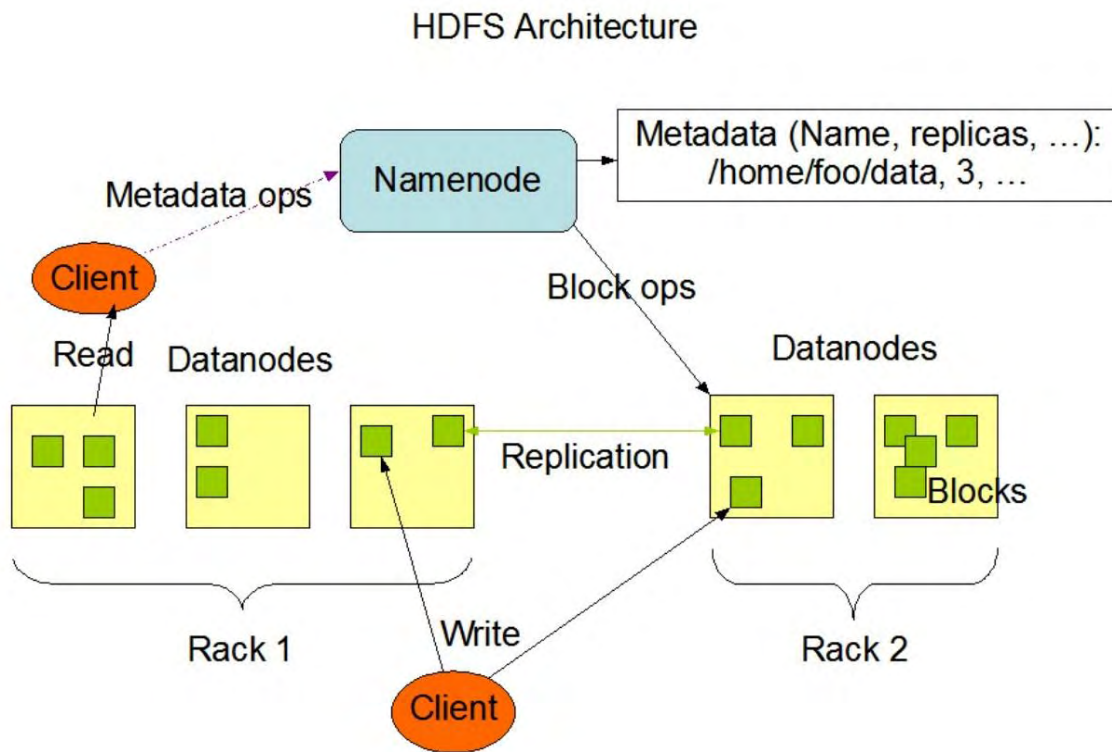 HDFS Architecture
Metadata (Name, replicas, …):
/home/foo/data, 3, …
Namenode
Metadata ops
Client
Block ops
Read
Datanodes
Datanodes
Replication
Blocks
Rack 1
Write
Rack 2
Client